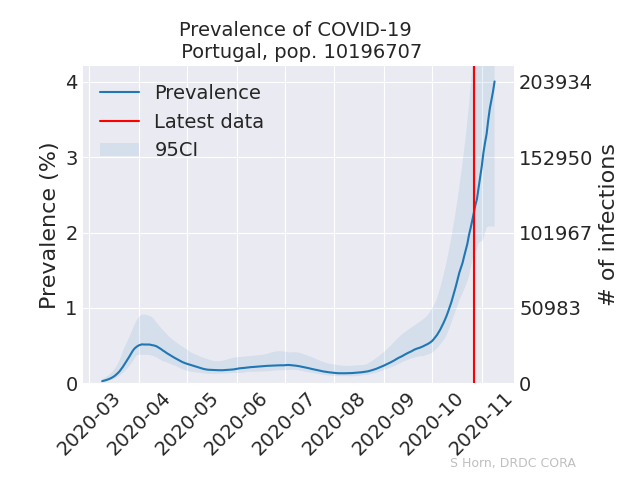 Prevalence of COVID-19
Portugal, pop. 10196707
Prevalence
Latest data
95CI
Prevalence (%)
4
3
2
1
0
203934
152950
101967
50983
0
# of infections
2020-03
2020-04
2020-05
2020-06
2020-07
2020-08
2020-09
2020-10
2020-11
S Horn, DRDC CORA